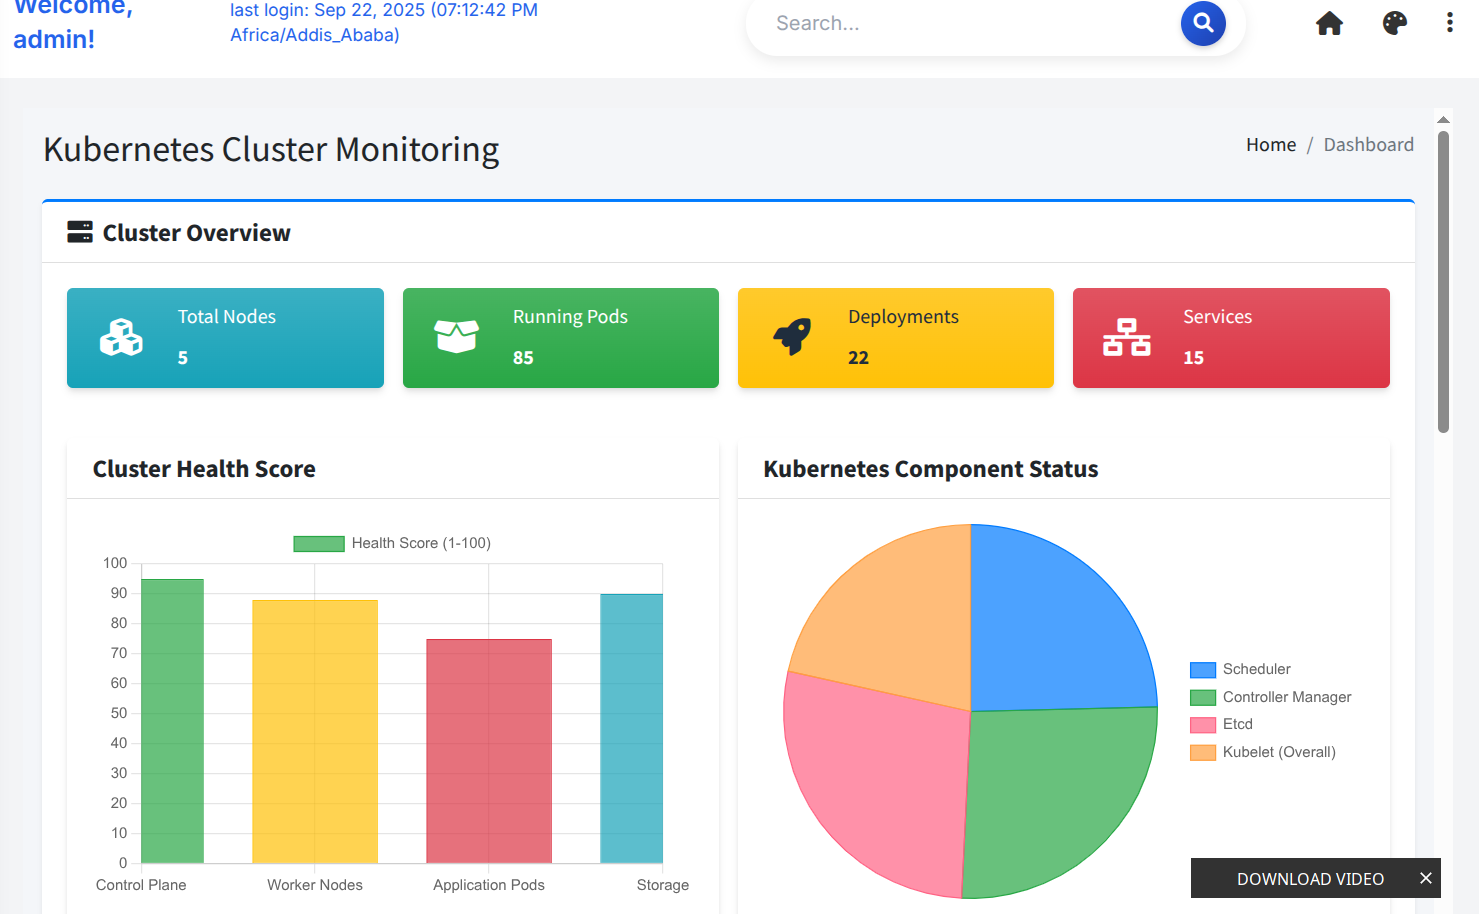 Welcome,
admin!
last login: Sep 22, 2025 (07:12:42 PM
Africa/Addis_Ababa)
Search...
Kubernetes Cluster Monitoring
Home / Dashboard
Cluster Overview
Total Nodes
5
Running Pods
85
Deployments
22
Services
15
Cluster Health Score
Health Score (1-100)
100
90
80
70
60
50
40
30
20
10
0
Control Plane
Worker Nodes
Application Pods
Storage
Kubernetes Component Status
Scheduler
Controller Manager
Etcd
Kubelet (Overall)
DOWNLOAD VIDEO